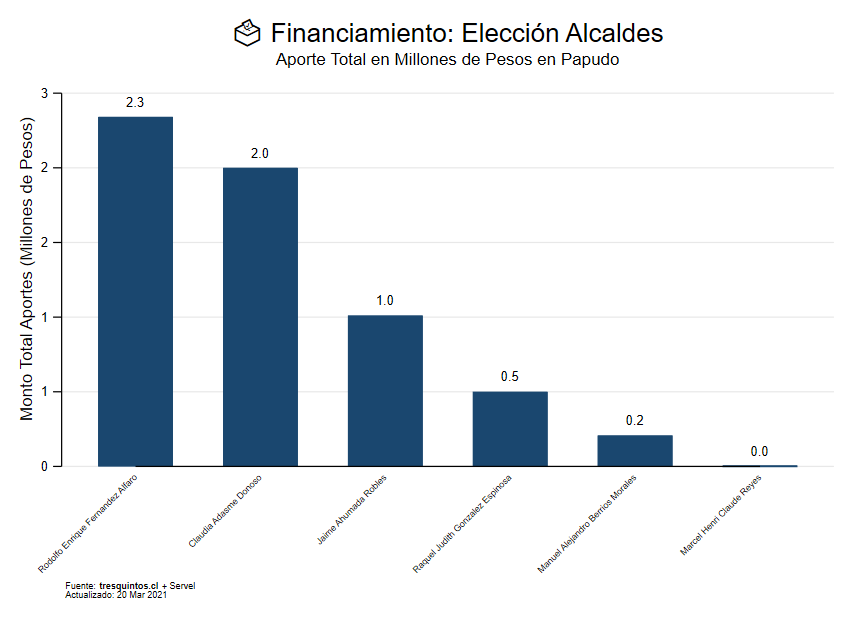 Financiamiento: Elección Alcaldes
Aporte Total en Millones de Pesos en Papudo
Monto Total Aportes (Millones de Pesos)
3
2
2
1
1
0
2.3
2.0
1.0
0.5
0.2
0.0
Rodolfo Enrique Fernandez Alfaro
Claudia Adasme Donoso
Jaime Ahumada Robles
Raquel Judith Gonzalez Espinosa
Manuel Alejandro Berrios Morales
Marcel Henri Claude Reyes
Fuente: tresquintos.cl + Servel
Actualizado: 20 Mar 2021